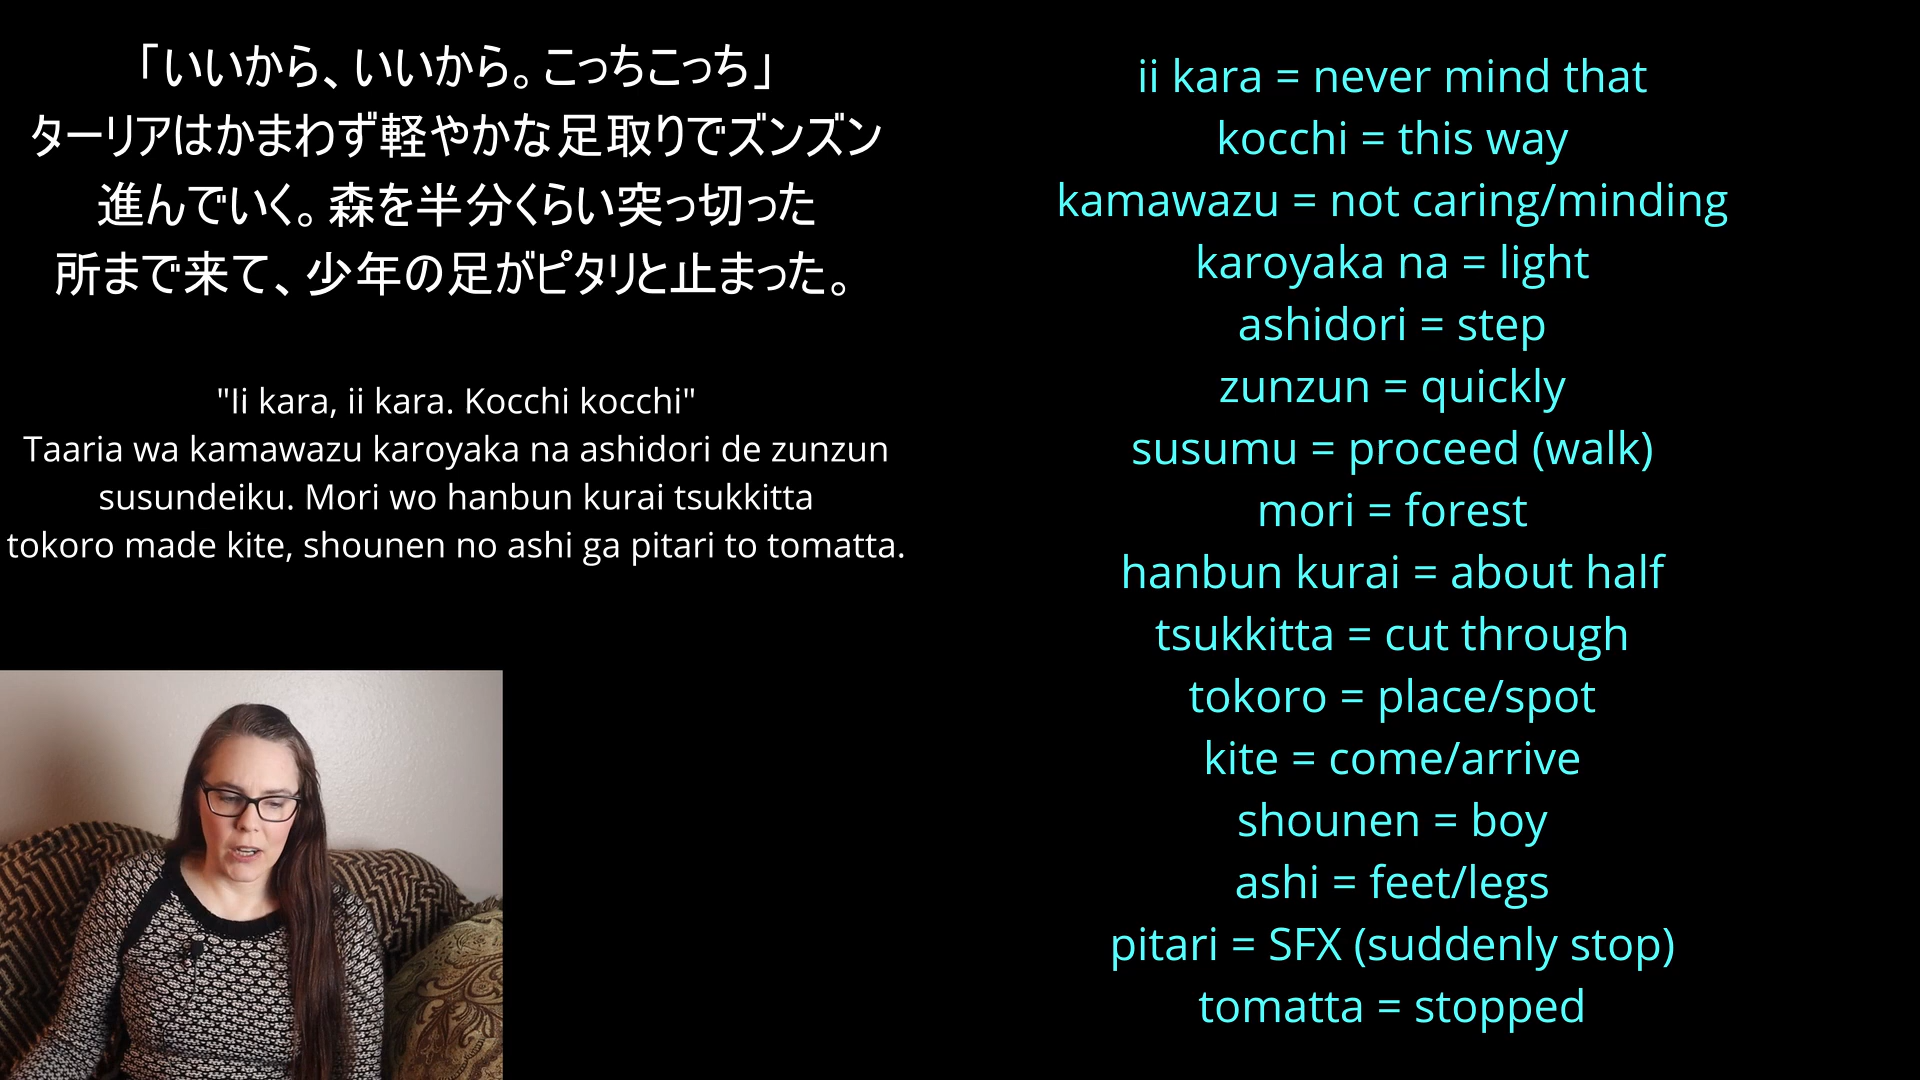 「いいから、いいから。こっちこっち」
ターリアはかまわず軽やかな足取りでズンズン
進んでいく。森を半分くらい突っ切った
所まで来て、少年の足がピタリと止まった。
"Ii kara, ii kara. Kocchi kocchi"
Taaria wa kamawazu karoyaka na ashidori de zunzun
susundeiku. Mori wo hanbun kurai tsukkitta
tokoro made kite, shounen no ashi ga pitari to tomatta.
ii kara = never mind that
kocchi = this way
kamawazu = not caring/minding
karoyaka na = light
ashidori = step
zunzun = quickly
susumu = proceed (walk)
mori = forest
hanbun kurai = about half
tsukkitta = cut through
tokoro = place/spot
kite = come/arrive
shounen = boy
ashi = feet/legs
pitari = SFX (suddenly stop)
tomatta = stopped